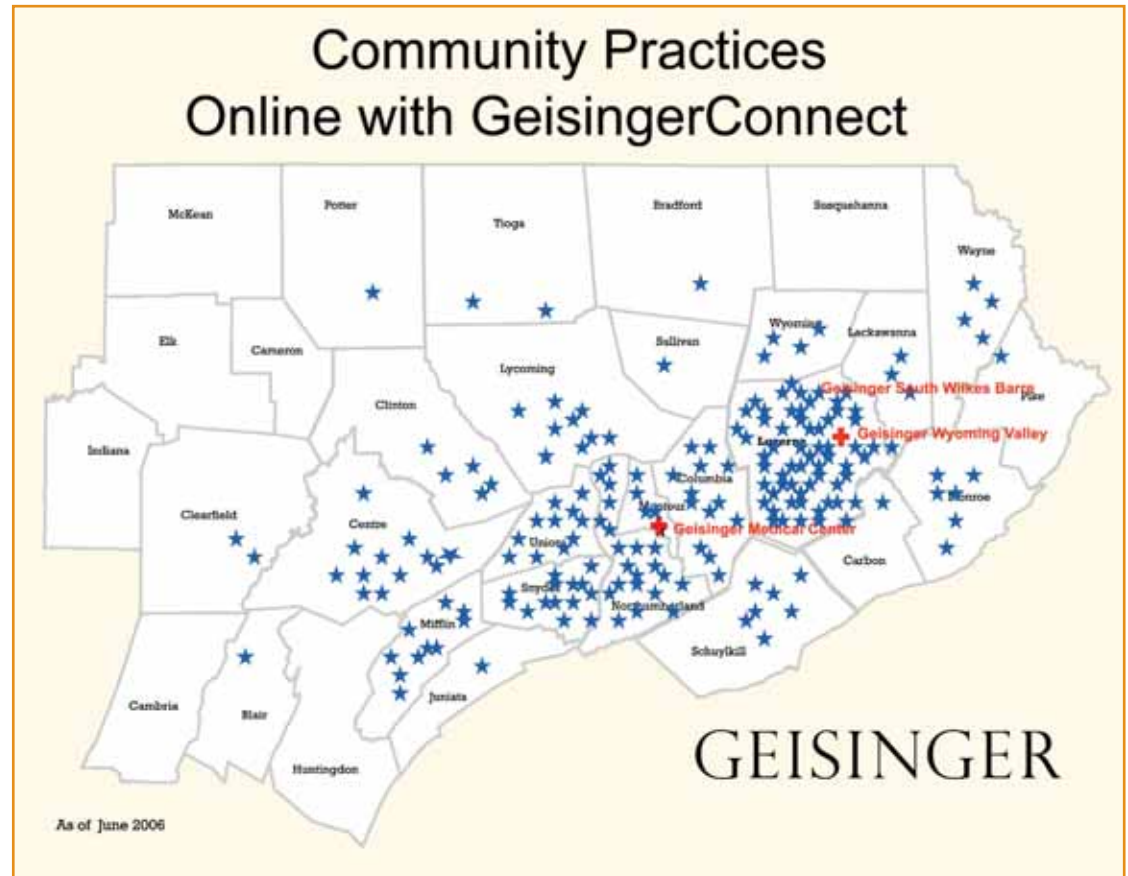 Community Practices
Online with GeisingerConnect
McKean
Potter
Tioga
Bradford
Susquehanna
Wayne
Elk
Cameron
Lycoming
Sullivan
Wyoming
Lackawanna
Clinton
Geisinger South Wilkes Barre
Pike
Indiana
Luzerne
Geisinger Wyoming Valley
Clearfield
Centre
Columbia
Montour
Monroe
Geisinger Medical Center
Union
Carbon
Snyder
Northumberland
Mifflin
Schuylkill
Juniata
Cambria
Blair
Huntingdon
GEISINGER
As of June 2006